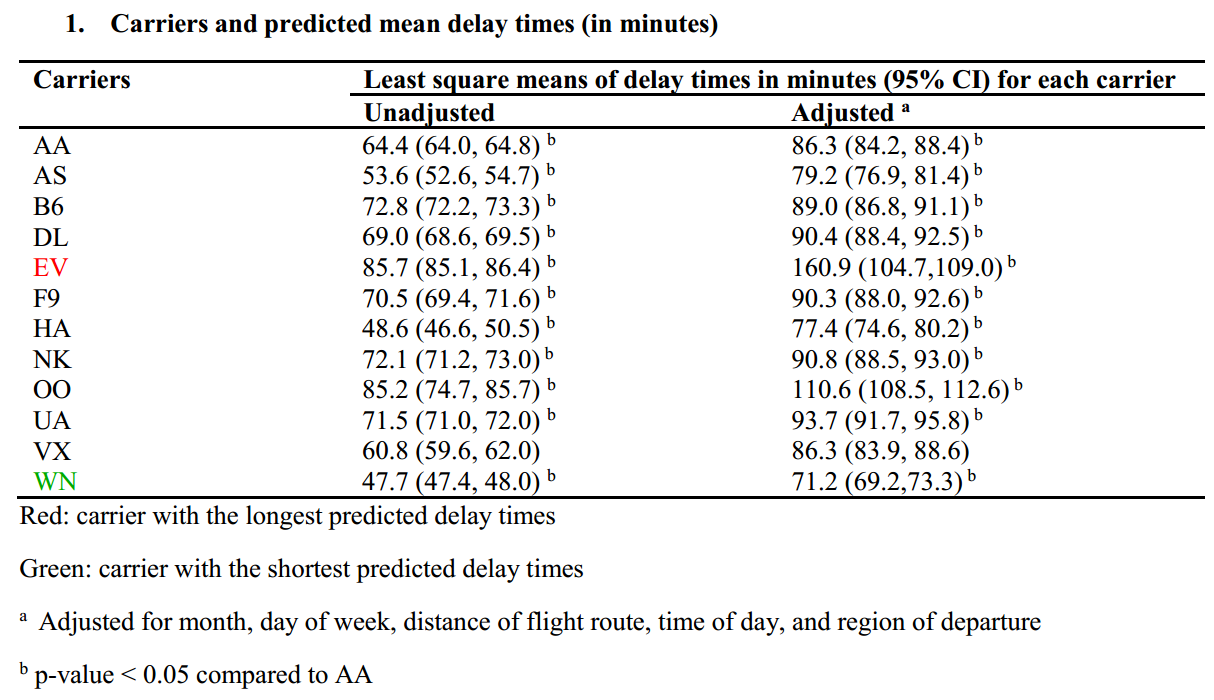 1. Carriers and predicted mean delay times (in minutes)
Carriers Least square means of delay times in minutes (95% CI) for each carrier
Unadjusted Adjusted a
AA 64.4 (64.0, 64.8) b 86.3 (84.2, 88.4) b
AS 53.6 (52.6, 54.7) b 79.2 (76.9, 81.4) b
B6 72.8 (72.2, 73.3) b 89.0 (86.8, 91.1) b
DL 69.0 (68.6, 69.5) b 90.4 (88.4, 92.5) b
EV 85.7 (85.1, 86.4) b 160.9 (104.7,109.0) b
F9 70.5 (69.4, 71.6) b 90.3 (88.0, 92.6) b
HA 48.6 (46.6, 50.5) b 77.4 (74.6, 80.2) b
NK 72.1 (71.2, 73.0) b 90.8 (88.5, 93.0) b
OO 85.2 (74.7, 85.7) b 110.6 (108.5, 112.6) b
UA 71.5 (71.0, 72.0) b 93.7 (91.7, 95.8) b
VX 60.8 (59.6, 62.0) 86.3 (83.9, 88.6)
WN 47.7 (47.4, 48.0) b 71.2 (69.2,73.3) b
Red: carrier with the longest predicted delay times
Green: carrier with the shortest predicted delay times
a Adjusted for month, day of week, distance of flight route, time of day, and region of departure
b p-value < 0.05 compared to AA